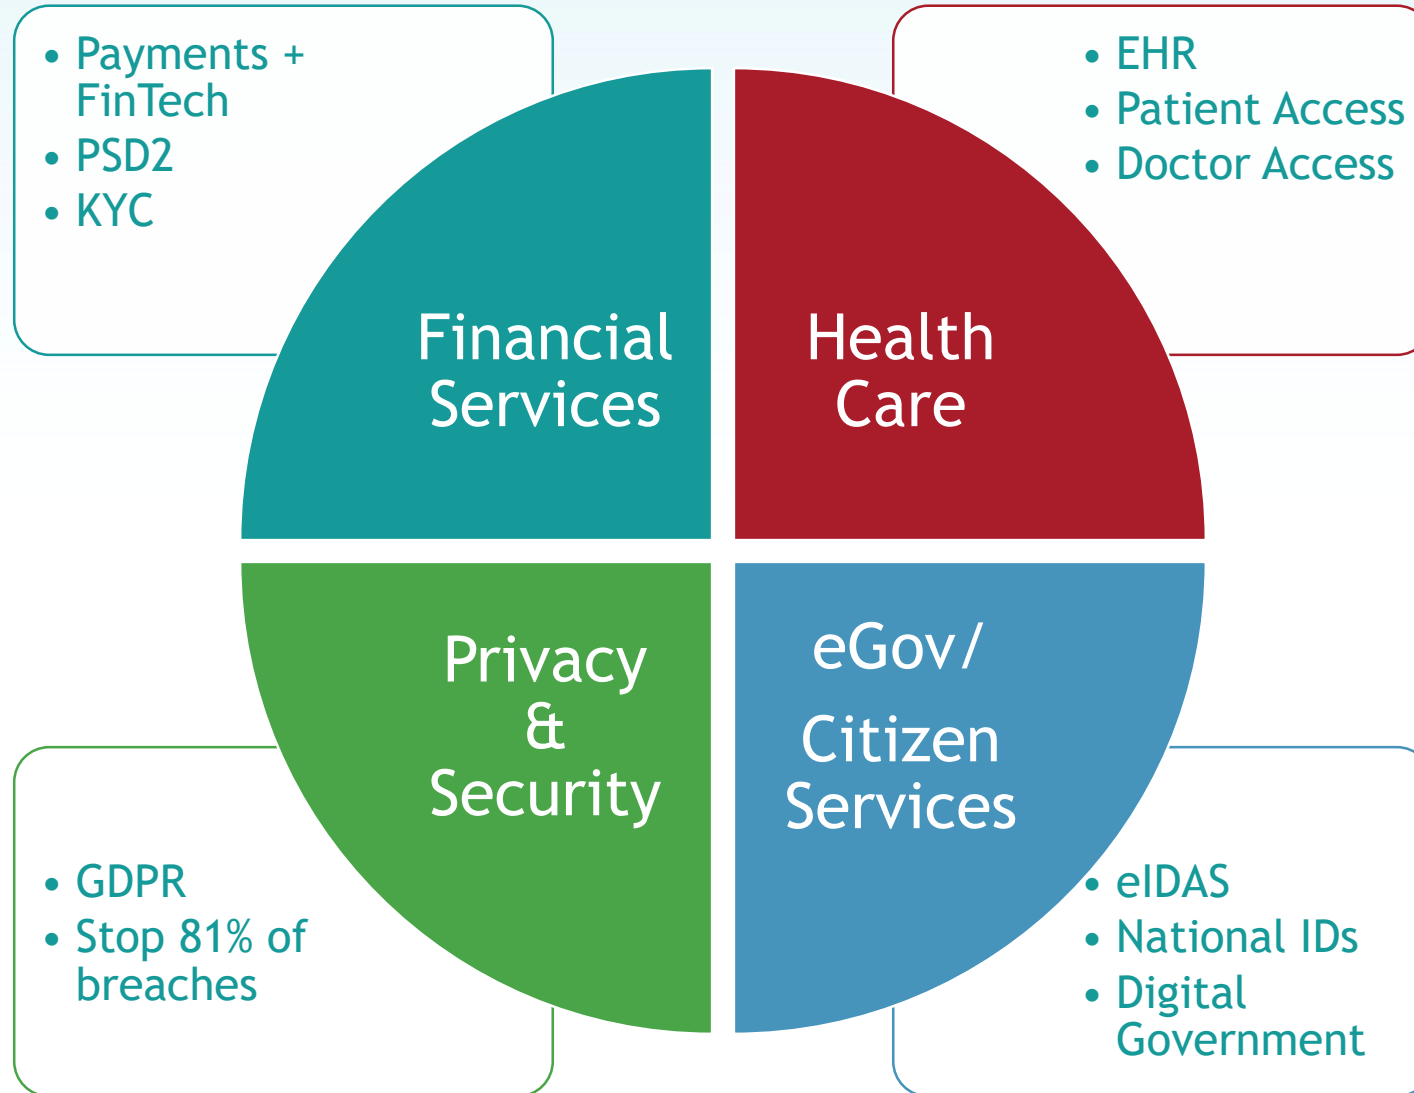 • Payments +
FinTech
• PSD2
• KYC
• EHR
• Patient Access
• Doctor Access
Financial
Services
Health
Care
Privacy
&
Security
eGov/
Citizen
Services
• GDPR
• Stop 81% of
breaches
• eIDAS
• National IDs
• Digital
Government